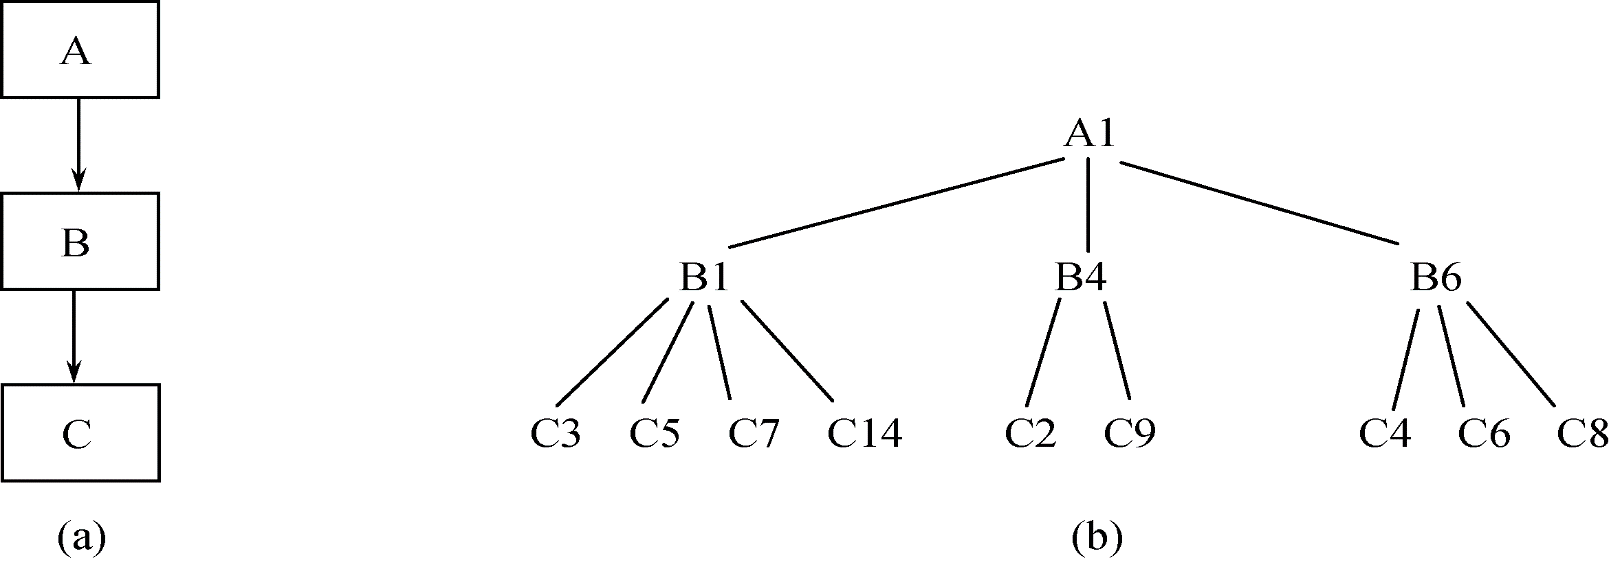 A
B
C
(a)
A1
B1 B4 B6
C3 C5 C7 C14 C2 C9 C4 C6 C8
(b)